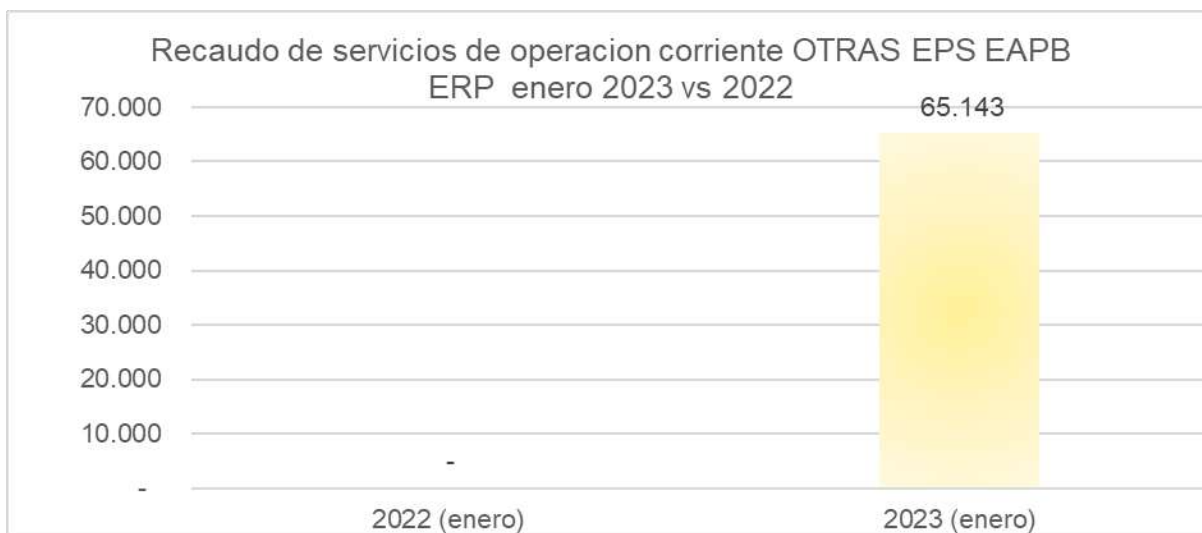 Recaudo de servicios de operacion corriente OTRAS EPS EAPB
ERP enero 2023 vs 2022
70.000
65.143
60.000
50.000
40.000
30.000
20.000
10.000
-
-
2022 (enero)
2023 (enero)